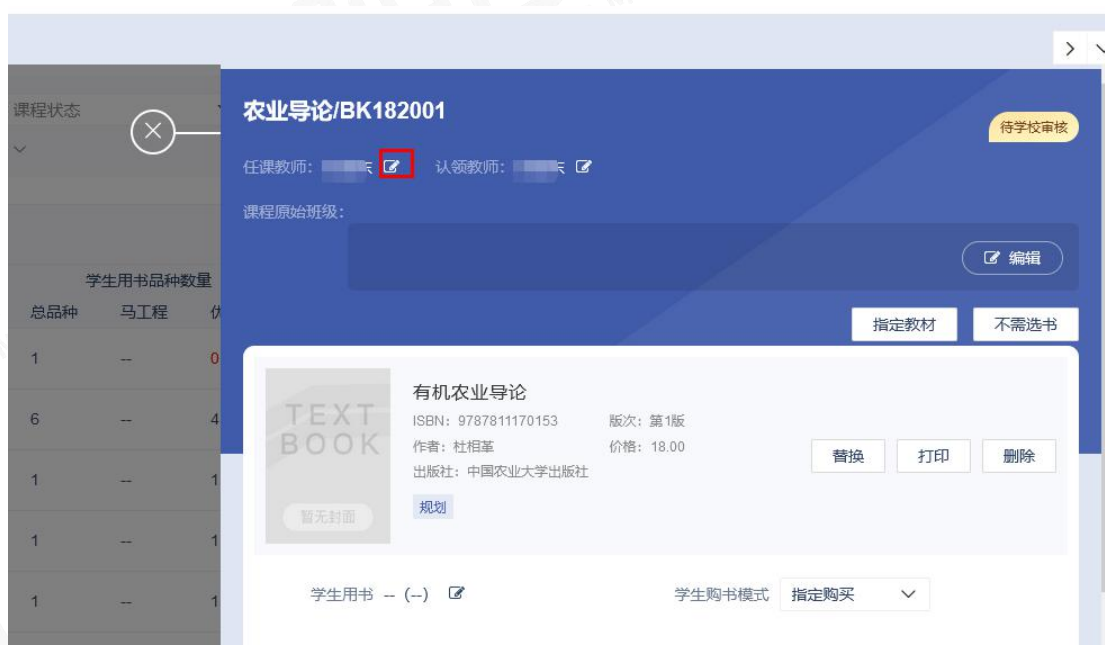 课程状态
农业导论/BK182001
待学校审核
任课教师： 认领教师：
课程原始班级：
编辑
学生用书品种数量
总品种 马工程 优
指定教材 不需选书
1 -- 0
6 -- 4
1 -- 1
1 -- 1
1 -- 1
TEXT
BOOK
暂无封面
有机农业导论
ISBN：9787811170153 版次：第1版
作者：杜相革 价格：18.00
出版社：中国农业大学出版社
规划
替换 打印 删除
学生用书 -- (--) 学生购书模式 指定购买